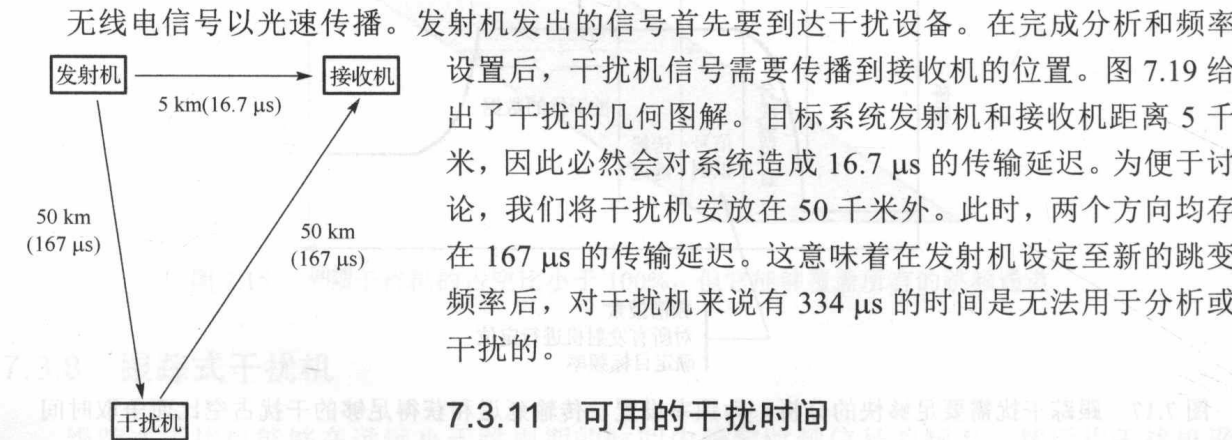 无线电信号以光速传播。发射机发出的信号首先要到达干扰设备。在完成分析和频率
设置后，干扰机信号需要传播到接收机的位置。图 7.19 给
出了干扰的几何图解。目标系统发射机和接收机距离 5 千
米，因此必然会对系统造成 16.7 μs 的传输延迟。为便于讨
论，我们将干扰机安放在 50 千米外。此时，两个方向均存
在 167 μs 的传输延迟。这意味着在发射机设定至新的跳变
频率后，对干扰机来说有 334 μs 的时间是无法用于分析或
干扰的。
发射机
接收机
5 km(16.7 μs)
50 km
(167 μs)
50 km
(167 μs)
干扰机
7.3.11 可用的干扰时间